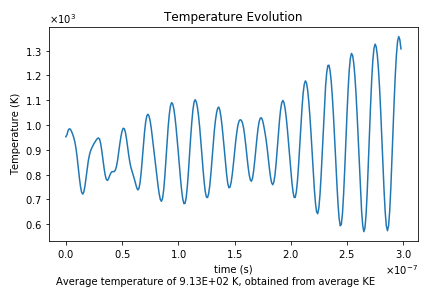 Temperature Evolution
×10³
Temperature (K)
1.3
1.2
1.1
1.0
0.9
0.8
0.7
0.6
0.0 0.5 1.0 1.5 2.0 2.5 3.0
time (s)
×10⁻⁷
Average temperature of 9.13E+02 K, obtained from average KE